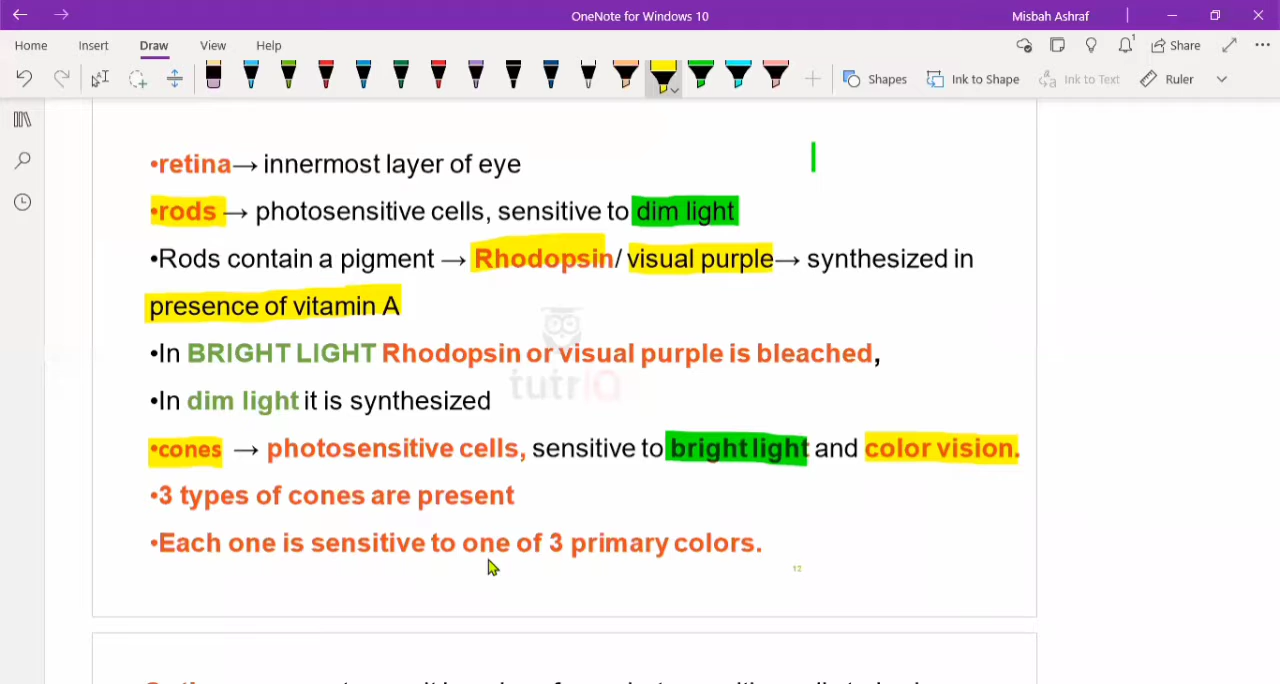 OneNote for Windows 10
Misbah Ashraf
Home Insert Draw View Help
Share
Shapes Ink to Shape Ink to Text Ruler
•retina→ innermost layer of eye
•rods → photosensitive cells, sensitive to dim light
•Rods contain a pigment → Rhodopsin/ visual purple→ synthesized in
presence of vitamin A
•In BRIGHT LIGHT Rhodopsin or visual purple is bleached,
•In dim light it is synthesized
tutrIQ
•cones → photosensitive cells, sensitive to bright light and color vision.
•3 types of cones are present
•Each one is sensitive to one of 3 primary colors.
12